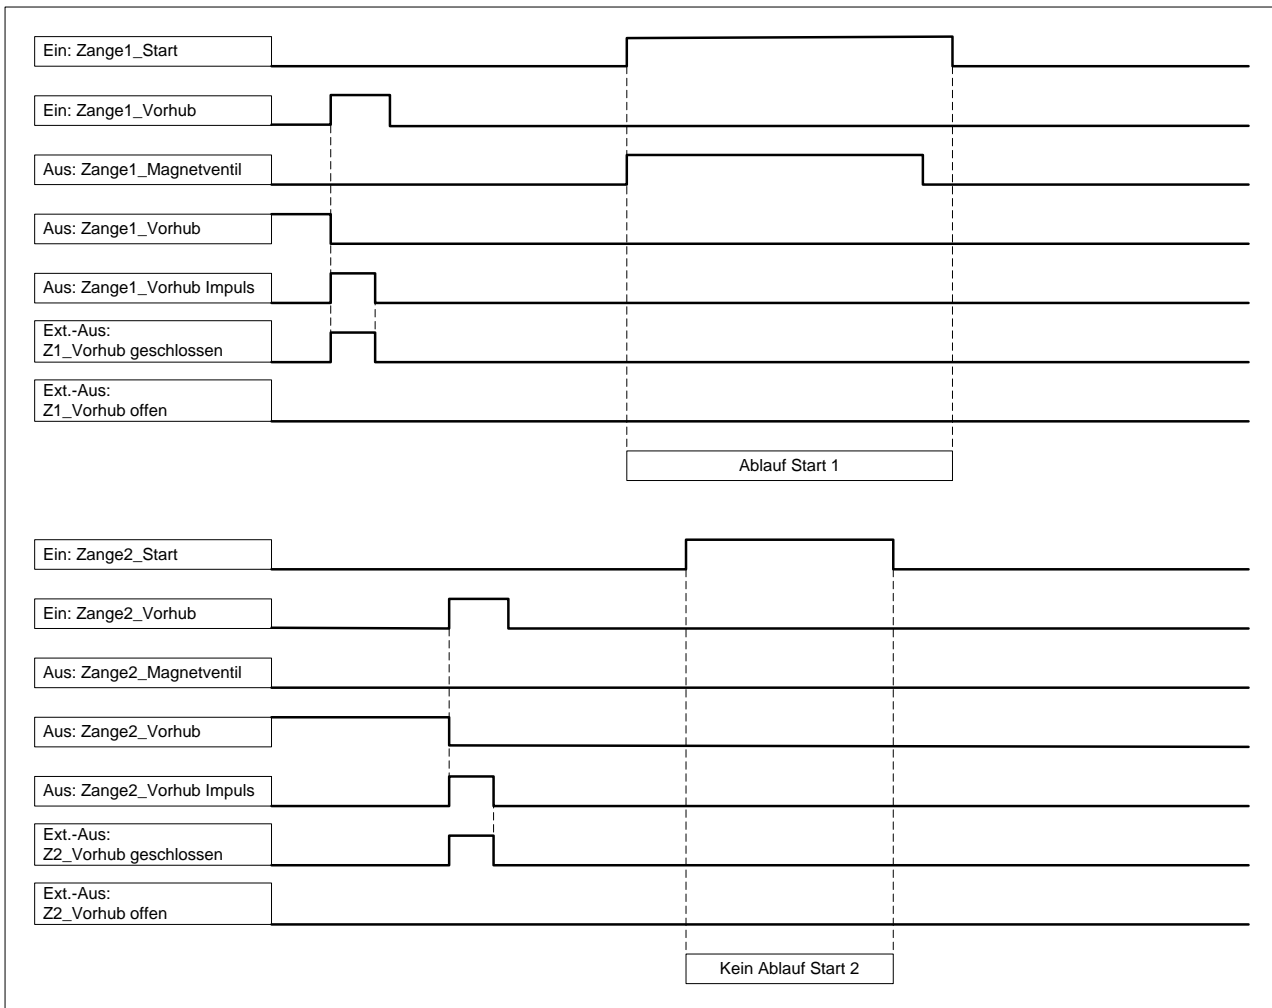 Ein: Zange1_Start
Ein: Zange1_Vorhub
Aus: Zange1_Magnetventil
Aus: Zange1_Vorhub
Aus: Zange1_Vorhub Impuls
Ext.-Aus:
Z1_Vorhub geschlossen
Ext.-Aus:
Z1_Vorhub offen
Ablauf Start 1
Ein: Zange2_Start
Ein: Zange2_Vorhub
Aus: Zange2_Magnetventil
Aus: Zange2_Vorhub
Aus: Zange2_Vorhub Impuls
Ext.-Aus:
Z2_Vorhub geschlossen
Ext.-Aus:
Z2_Vorhub offen
Kein Ablauf Start 2